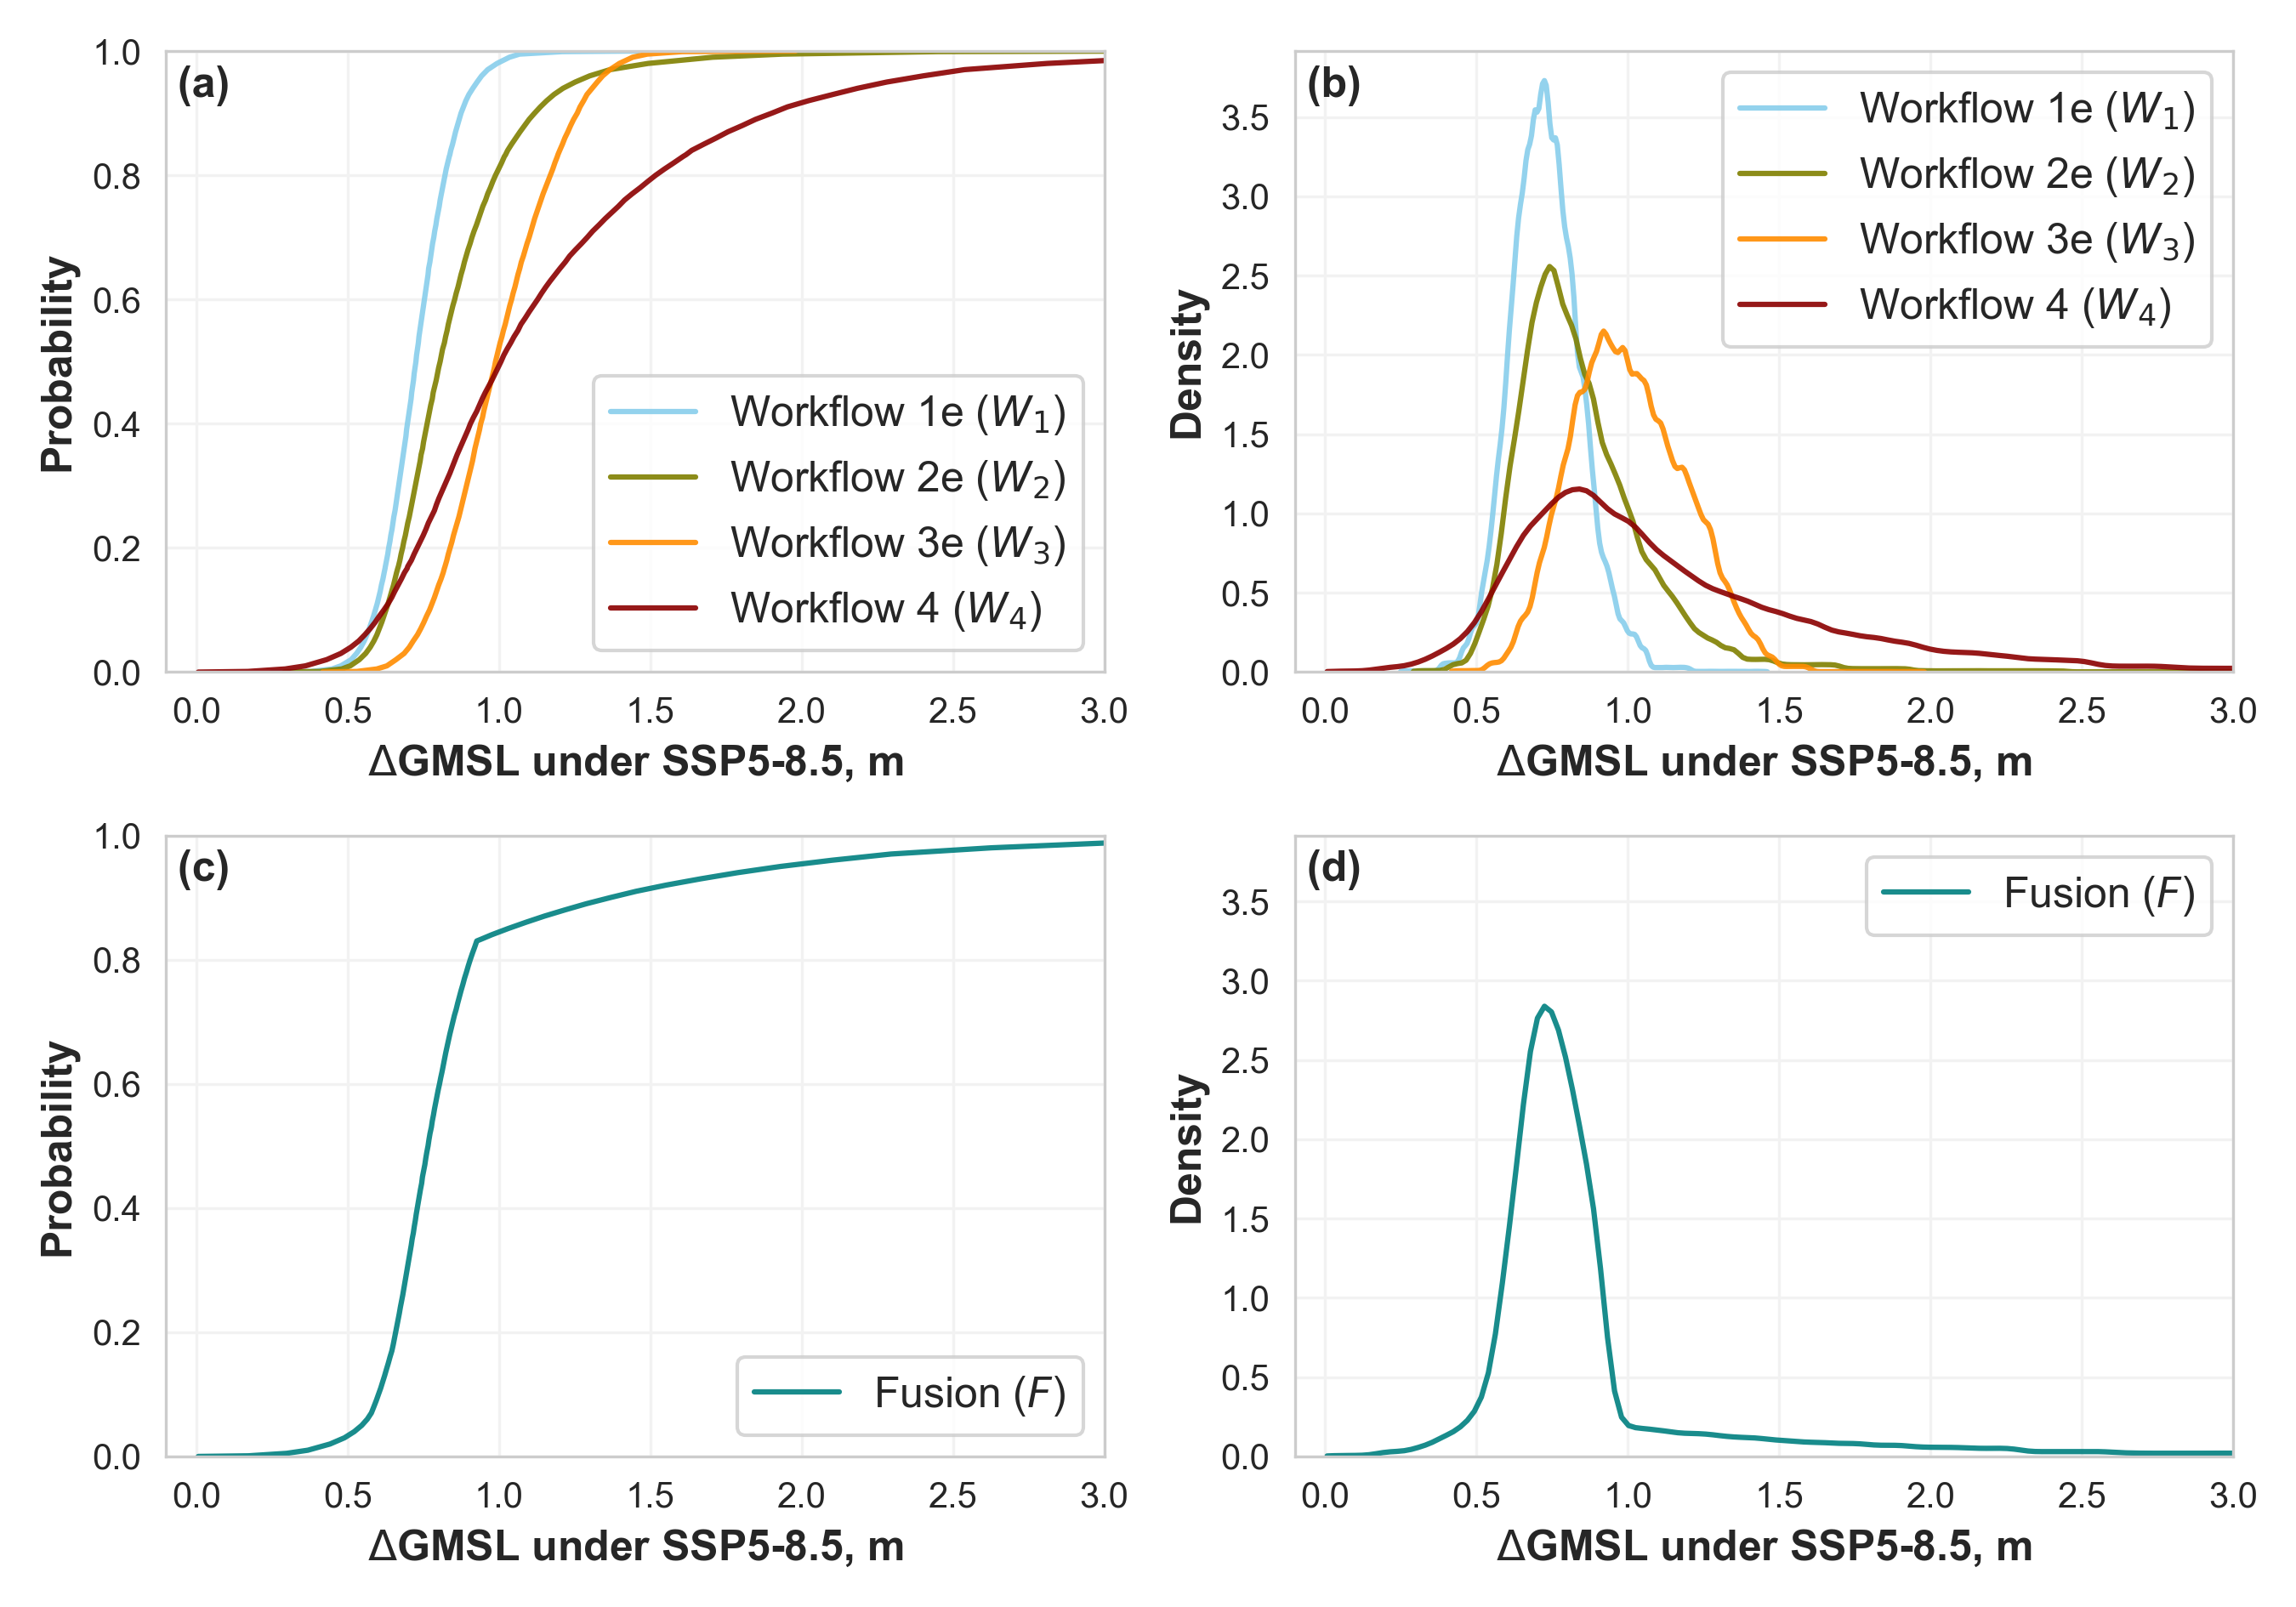 (a)
1.0
0.8
0.6
0.4
0.2
0.0
Probability
Workflow 1e (W1)
Workflow 2e (W2)
Workflow 3e (W3)
Workflow 4 (W4)
0.0 0.5 1.0 1.5 2.0 2.5 3.0
ΔGMSL under SSP5-8.5, m
(b)
3.5
3.0
2.5
2.0
1.5
1.0
0.5
0.0
Density
Workflow 1e (W1)
Workflow 2e (W2)
Workflow 3e (W3)
Workflow 4 (W4)
0.0 0.5 1.0 1.5 2.0 2.5 3.0
ΔGMSL under SSP5-8.5, m
(c)
1.0
0.8
0.6
0.4
0.2
0.0
Probability
Fusion (F)
0.0 0.5 1.0 1.5 2.0 2.5 3.0
ΔGMSL under SSP5-8.5, m
(d)
3.5
3.0
2.5
2.0
1.5
1.0
0.5
0.0
Density
Fusion (F)
0.0 0.5 1.0 1.5 2.0 2.5 3.0
ΔGMSL under SSP5-8.5, m